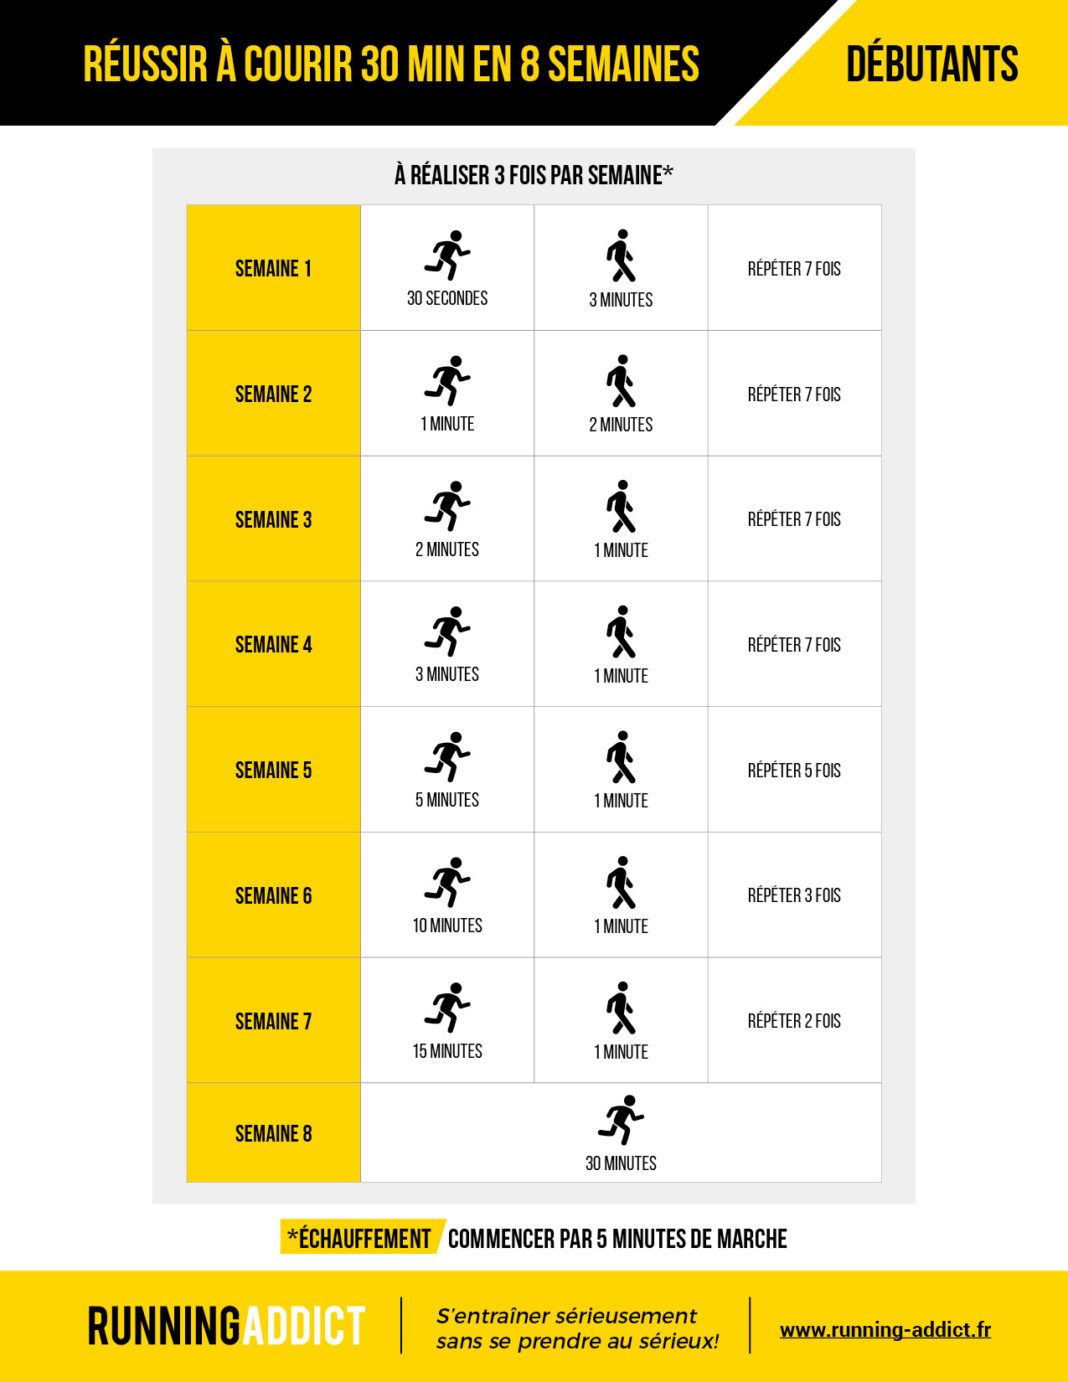 RÉUSSIR À COURIR 30 MIN EN 8 SEMAINES
DÉBUTANTS
À RÉALISER 3 FOIS PAR SEMAINE*
SEMAINE 1
30 SECONDES
3 MINUTES
RÉPÉTER 7 FOIS
SEMAINE 2
1 MINUTE
2 MINUTES
RÉPÉTER 7 FOIS
SEMAINE 3
2 MINUTES
1 MINUTE
RÉPÉTER 7 FOIS
SEMAINE 4
3 MINUTES
1 MINUTE
RÉPÉTER 7 FOIS
SEMAINE 5
5 MINUTES
1 MINUTE
RÉPÉTER 5 FOIS
SEMAINE 6
10 MINUTES
1 MINUTE
RÉPÉTER 3 FOIS
SEMAINE 7
15 MINUTES
1 MINUTE
RÉPÉTER 2 FOIS
SEMAINE 8
30 MINUTES
*ÉCHAUFFEMENT COMMENCER PAR 5 MINUTES DE MARCHE
RUNNINGADDICT
S'entraîner sérieusement
sans se prendre au sérieux!
www.running-addict.fr